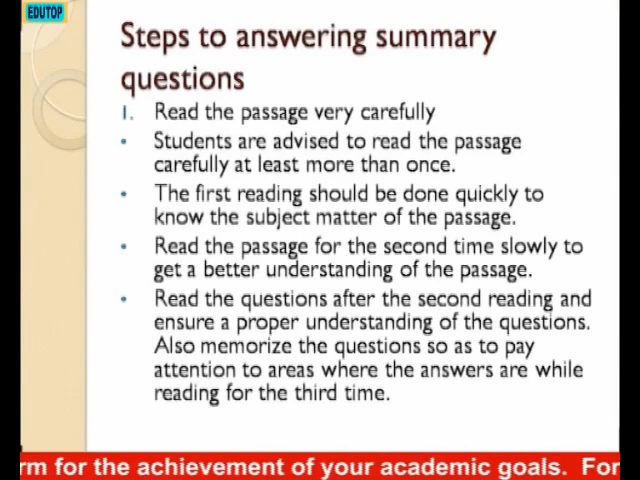 EDUTOP
Steps to answering summary
questions
1. Read the passage very carefully
• Students are advised to read the passage
carefully at least more than once.
• The first reading should be done quickly to
know the subject matter of the passage.
• Read the passage for the second time slowly to
get a better understanding of the passage.
• Read the questions after the second reading and
ensure a proper understanding of the questions.
Also memorize the questions so as to pay
attention to areas where the answers are while
reading for the third time.
rm for the achievement of your academic goals. For